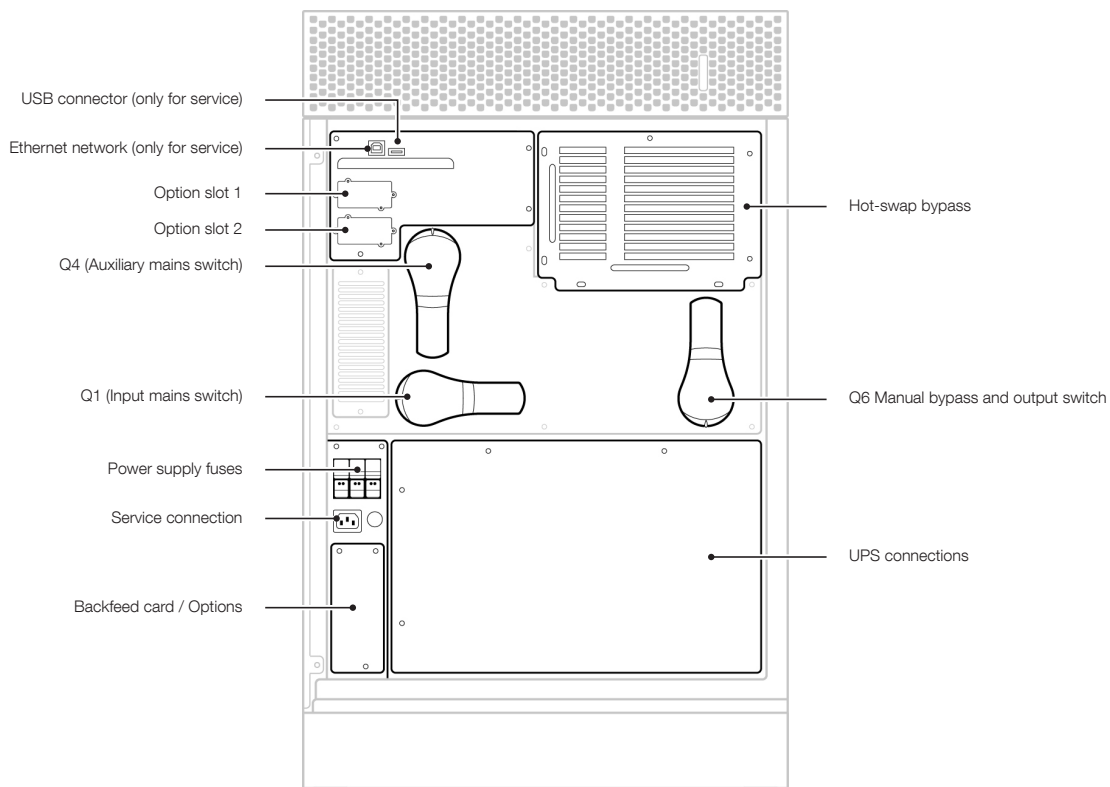 USB connector (only for service)
Ethernet network (only for service)
Option slot 1
Option slot 2
Q4 (Auxiliary mains switch)
Q1 (Input mains switch)
Power supply fuses
Service connection
Backfeed card / Options
Hot-swap bypass
Q6 Manual bypass and output switch
UPS connections